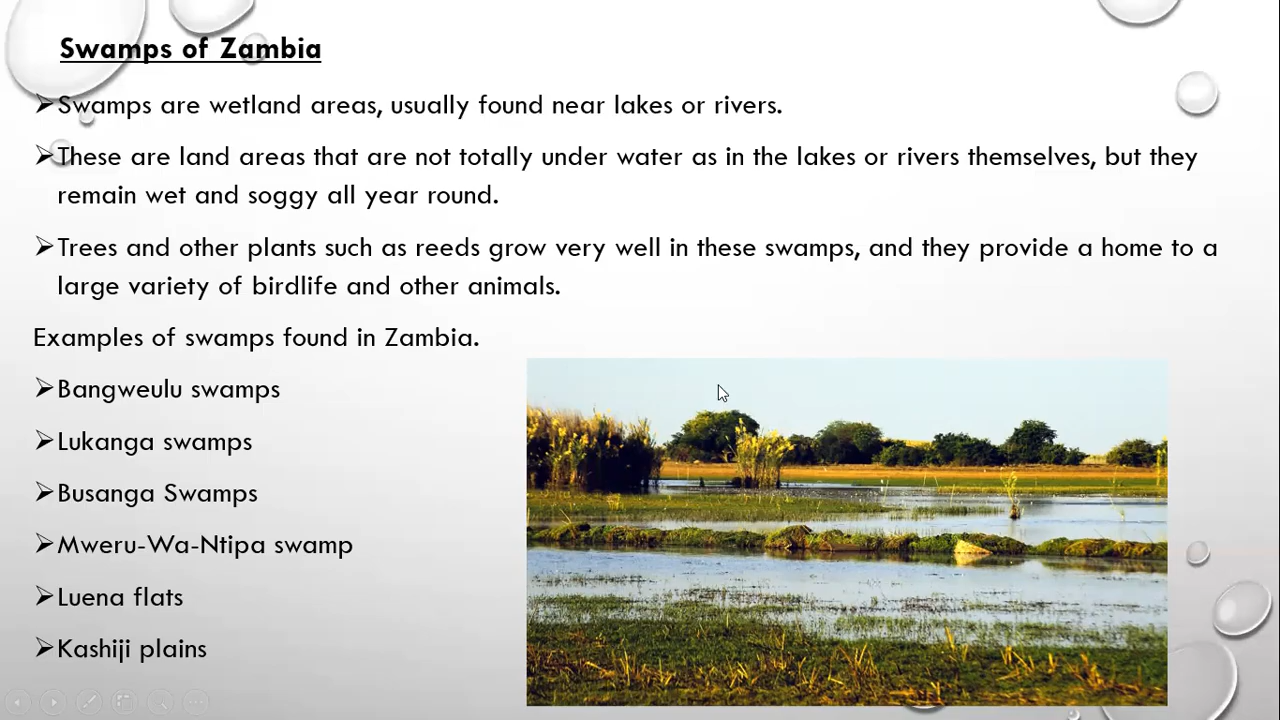 Swamps of Zambia
➢Swamps are wetland areas, usually found near lakes or rivers.
➢These are land areas that are not totally under water as in the lakes or rivers themselves, but they
remain wet and soggy all year round.
➢Trees and other plants such as reeds grow very well in these swamps, and they provide a home to a
large variety of birdlife and other animals.
Examples of swamps found in Zambia.
➢Bangweulu swamps
➢Lukanga swamps
➢Busanga Swamps
➢Mweru-Wa-Ntipa swamp
➢Luena flats
➢Kashiji plains